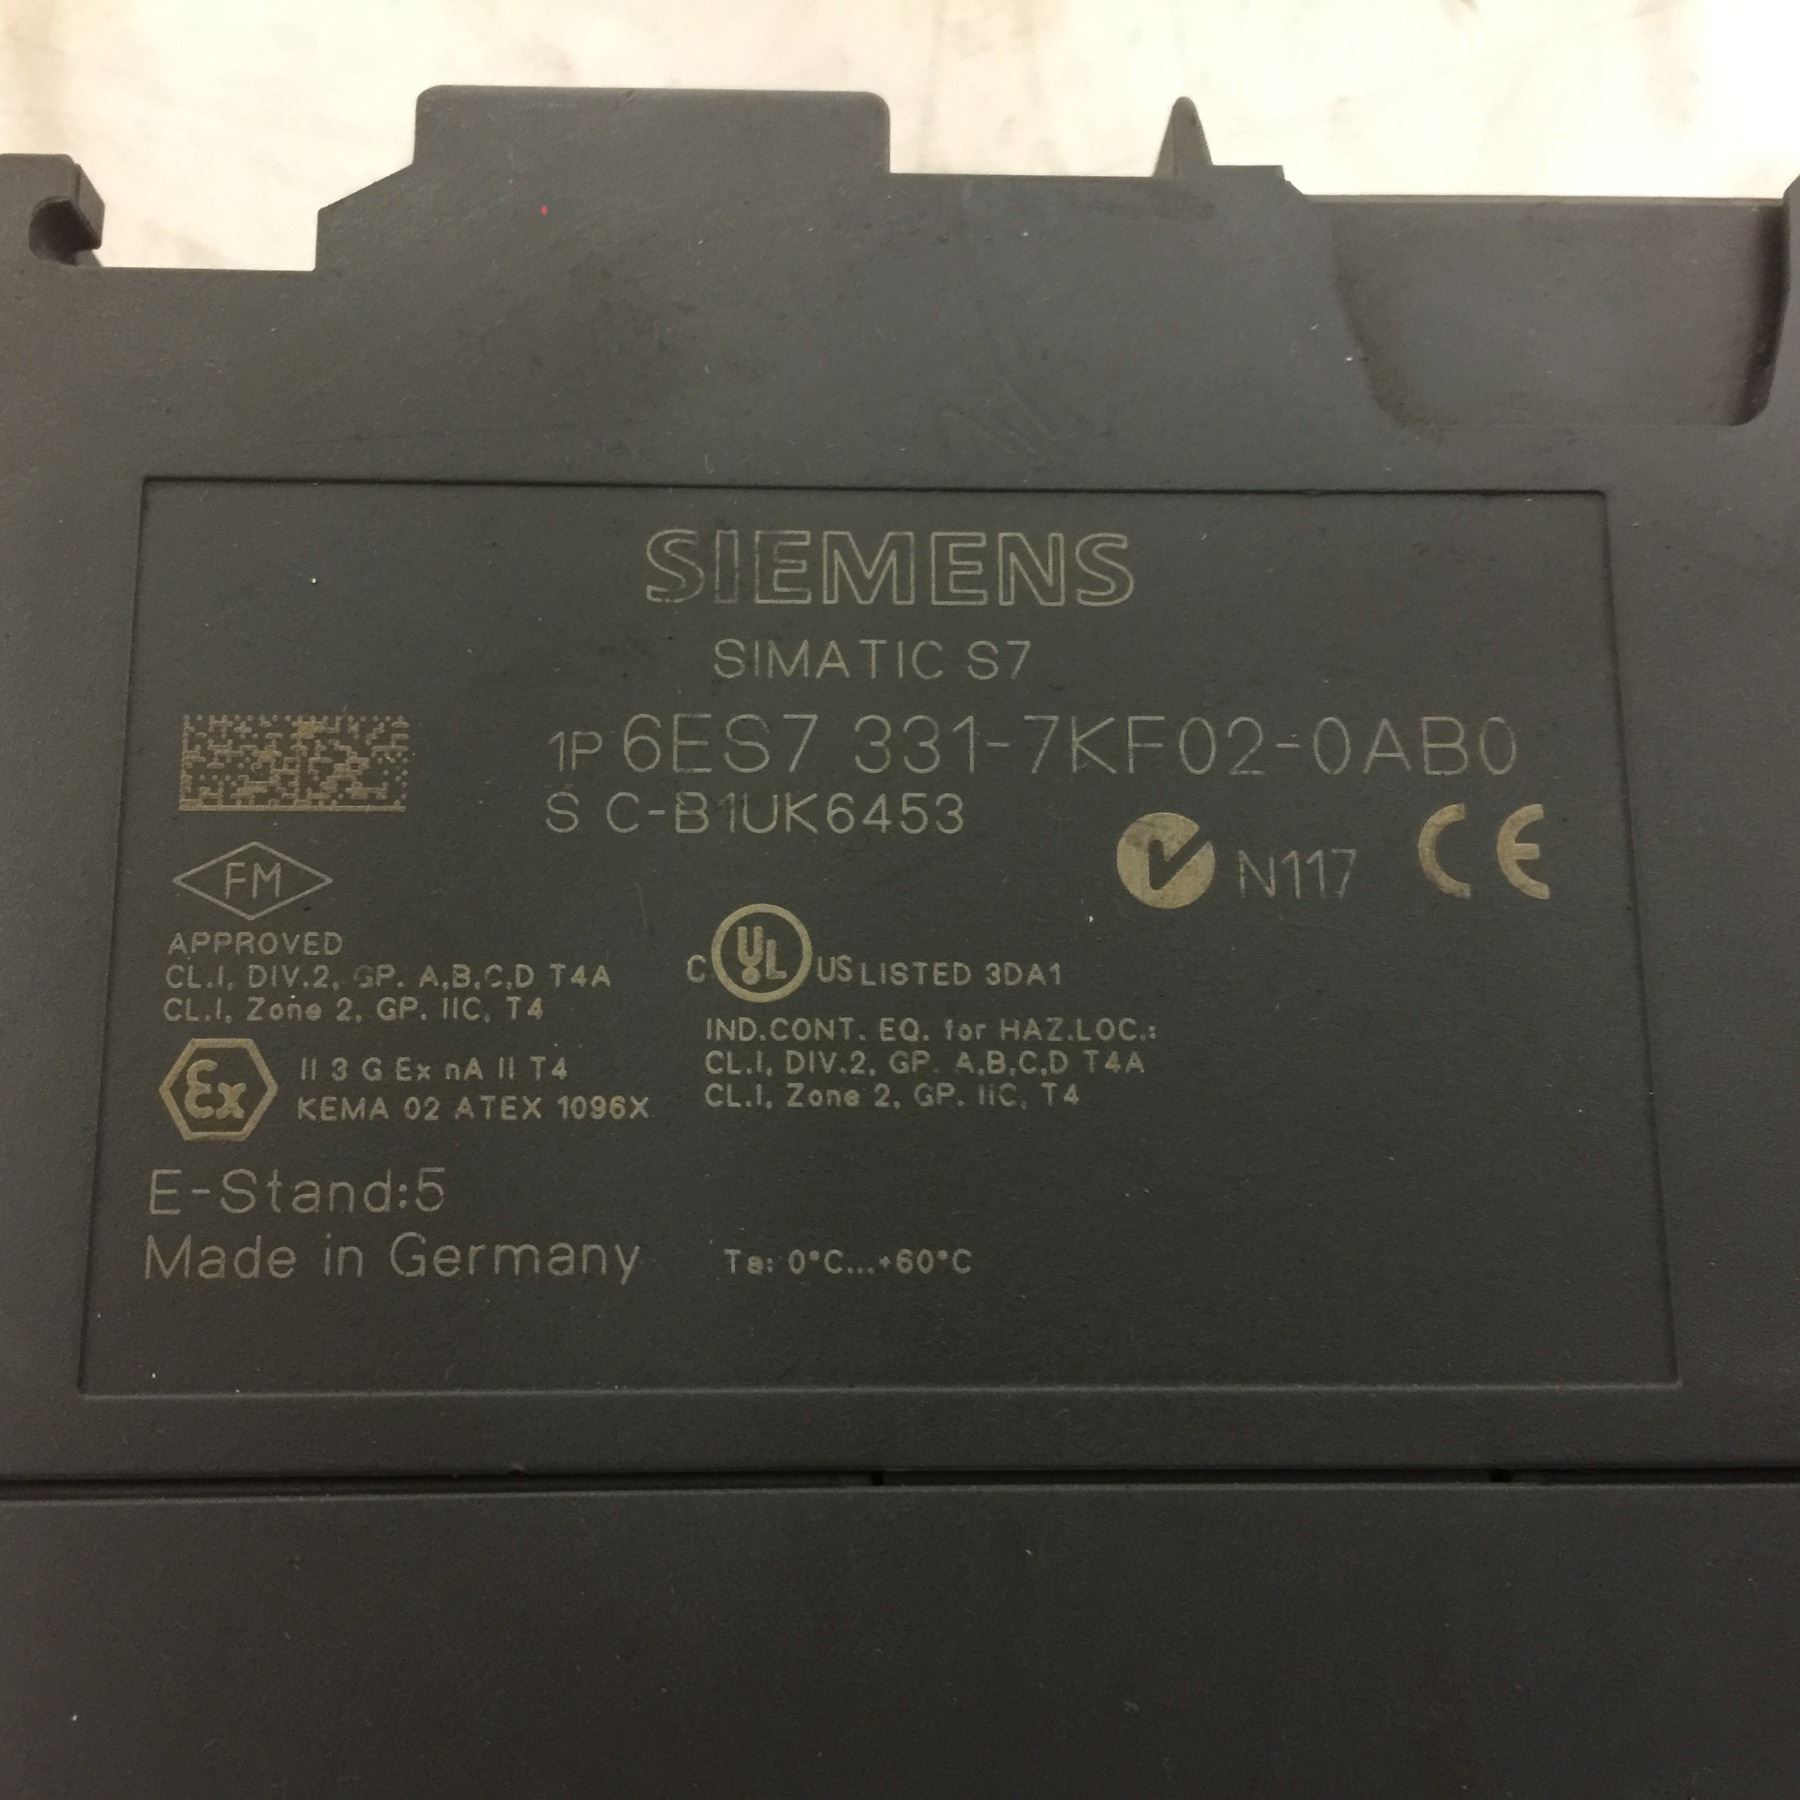 SIEMENS
SIMATIC S7
1P 6ES7 331-7KF02-0AB0
S C-B1UK6453
N117 CE
FM
APPROVED
CL.I, DIV.2, GP. A,B,C,D T4A
CL.I, Zone 2, GP. IIC, T4
C UL US LISTED 3DA1
IND.CONT. EQ. for HAZ.LOC.:
CL.I, DIV.2, GP. A,B,C,D T4A
CL.I, Zone 2, GP. IIC, T4
Ex II 3 G Ex nA II T4
KEMA 02 ATEX 1096X
E-Stand:5
Made in Germany
Ta: 0°C...+60°C